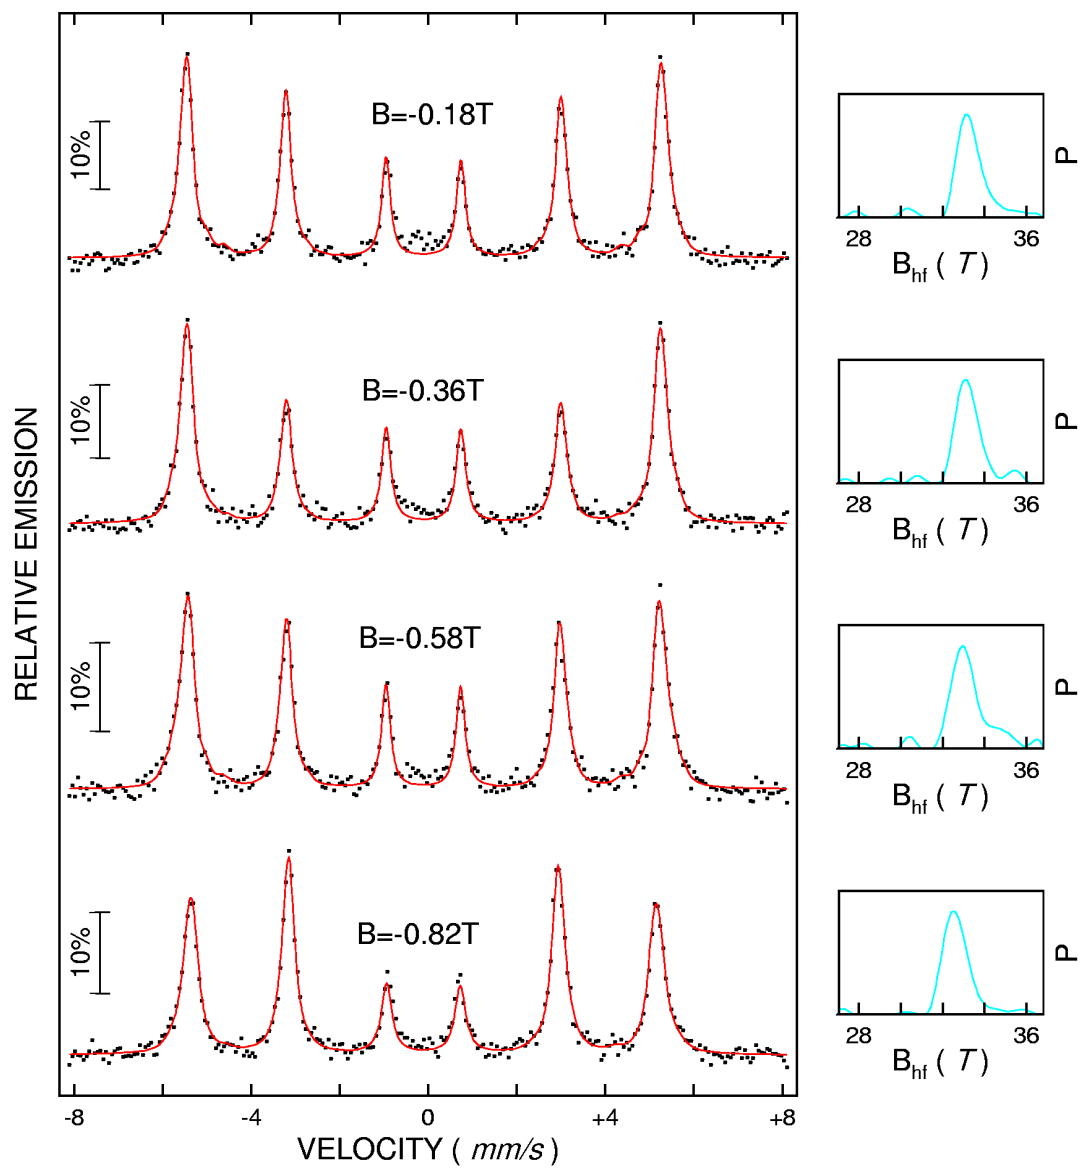 RELATIVE EMISSION
B=-0.18T
10%
B=-0.36T
10%
B=-0.58T
10%
B=-0.82T
10%
-8 -4 0 +4 +8
VELOCITY ( mm/s )
P
28 36
Bhf ( T )
P
28 36
Bhf ( T )
P
28 36
Bhf ( T )
P
28 36
Bhf ( T )